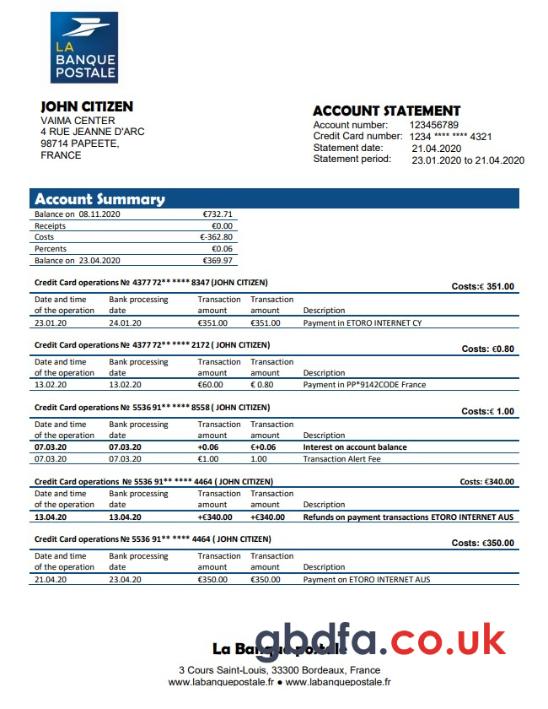 LA
BANQUE
POSTALE
JOHN CITIZEN
VAIMA CENTER
4 RUE JEANNE D'ARC
98714 PAPEETE,
FRANCE
ACCOUNT STATEMENT
Account number: 123456789
Credit Card number: 1234 **** **** 4321
Statement date: 21.04.2020
Statement period: 23.01.2020 to 21.04.2020
Account Summary
Balance on 08.11.2020 €732.71
Receipts €0.00
Costs €-362.80
Percents €0.06
Balance on 23.04.2020 €369.97
Credit Card operations № 4377 72** **** 8347 (JOHN CITIZEN) Costs:€ 351.00
Date and time Bank processing Transaction Transaction
of the operation date amount amount Description
23.01.20 24.01.20 €351.00 €351.00 Payment in ETORO INTERNET CY
Credit Card operations № 4377 72** **** 2172 ( JOHN CITIZEN) Costs: €0.80
Date and time Bank processing Transaction Transaction
of the operation date amount amount Description
13.02.20 13.02.20 €60.00 € 0.80 Payment in PP*9142CODE France
Credit Card operations № 5536 91** **** 8558 ( JOHN CITIZEN) Costs:€ 1.00
Date and time Bank processing Transaction Transaction
of the operation date amount amount Description
07.03.20 07.03.20 +0.06 €+0.06 Interest on account balance
07.03.20 07.03.20 €1.00 1.00 Transaction Alert Fee
Credit Card operations № 5536 91** **** 4464 ( JOHN CITIZEN) Costs: €340.00
Date and time Bank processing Transaction Transaction
of the operation date amount amount Description
13.04.20 13.04.20 +€340.00 +€340.00 Refunds on payment transactions ETORO INTERNET AUS
Credit Card operations № 5536 91** **** 4464 ( JOHN CITIZEN) Costs: €350.00
Date and time Bank processing Transaction Transaction
of the operation date amount amount Description
21.04.20 23.04.20 €350.00 €350.00 Payment on ETORO INTERNET AUS
La Banque postale
gbdfa.co.uk
3 Cours Saint-Louis, 33300 Bordeaux, France
www.labanquepostale.fr ● www.labanquepostale.fr